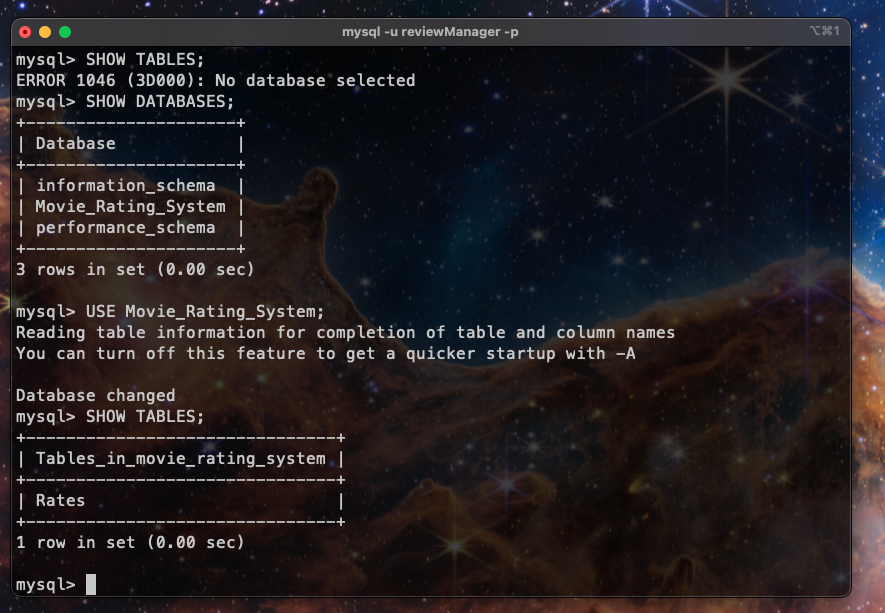 mysql -u reviewManager -p
⌥⌘1
mysql> SHOW TABLES;
ERROR 1046 (3D000): No database selected
mysql> SHOW DATABASES;
+---------------------+
| Database            |
+---------------------+
| information_schema  |
| Movie_Rating_System |
| performance_schema  |
+---------------------+
3 rows in set (0.00 sec)

mysql> USE Movie_Rating_System;
Reading table information for completion of table and column names
You can turn off this feature to get a quicker startup with -A

Database changed
mysql> SHOW TABLES;
+-------------------------------+
| Tables_in_movie_rating_system |
+-------------------------------+
| Rates                         |
+-------------------------------+
1 row in set (0.00 sec)

mysql>